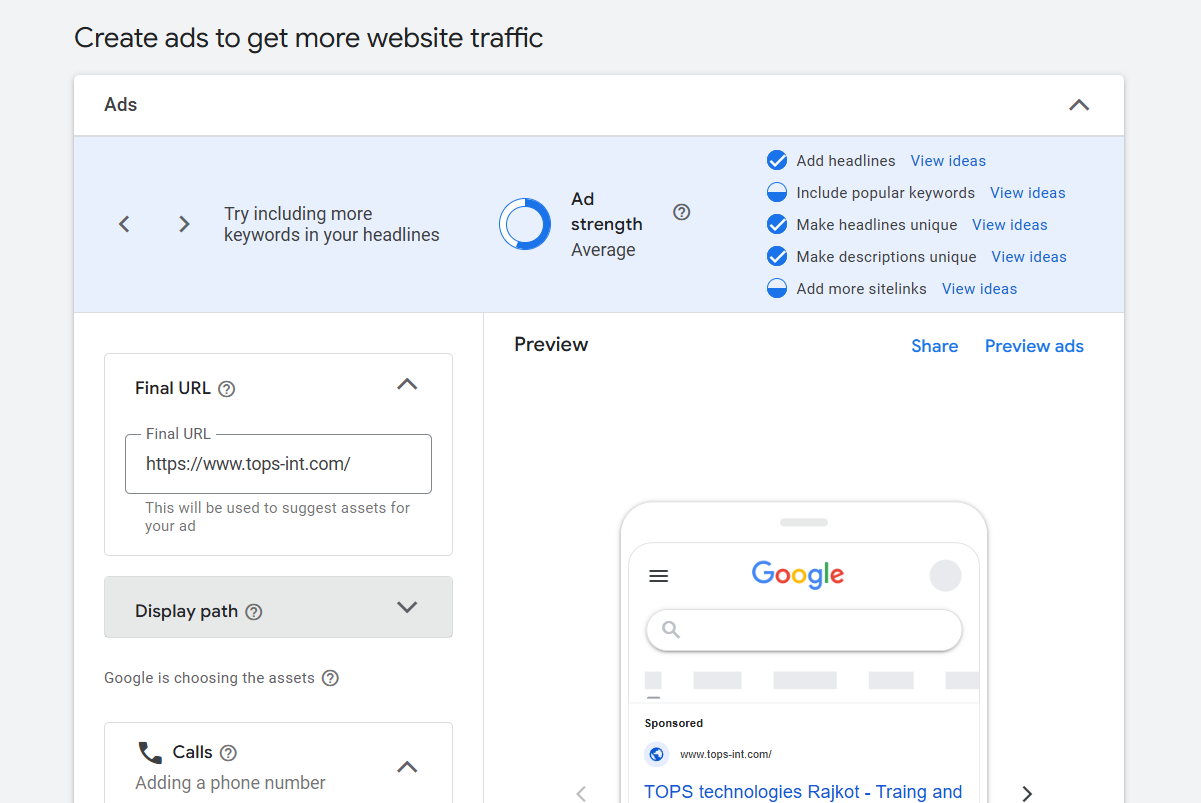 Create ads to get more website traffic
Ads
Try including more
keywords in your headlines
Ad
strength
Average
Add headlines View ideas
Include popular keywords View ideas
Make headlines unique View ideas
Make descriptions unique View ideas
Add more sitelinks View ideas
Final URL
Final URL
https://www.tops-int.com/
This will be used to suggest assets for
your ad
Display path
Google is choosing the assets
Calls
Adding a phone number
Preview
Share Preview ads
Google
Sponsored
www.tops-int.com/
TOPS technologies Rajkot - Traing and